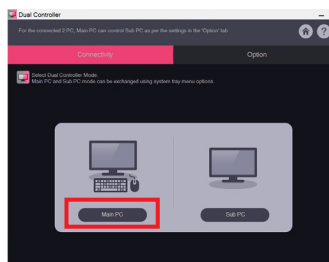 Dual Controller
For the connected 2 PC, Main PC can control Sub PC as per the settings in the 'Option' tab
Connectivity
Option
Select Dual Controller Mode
Main PC and Sub PC mode can be exchanged using system tray menu options.
Main PC
Sub PC